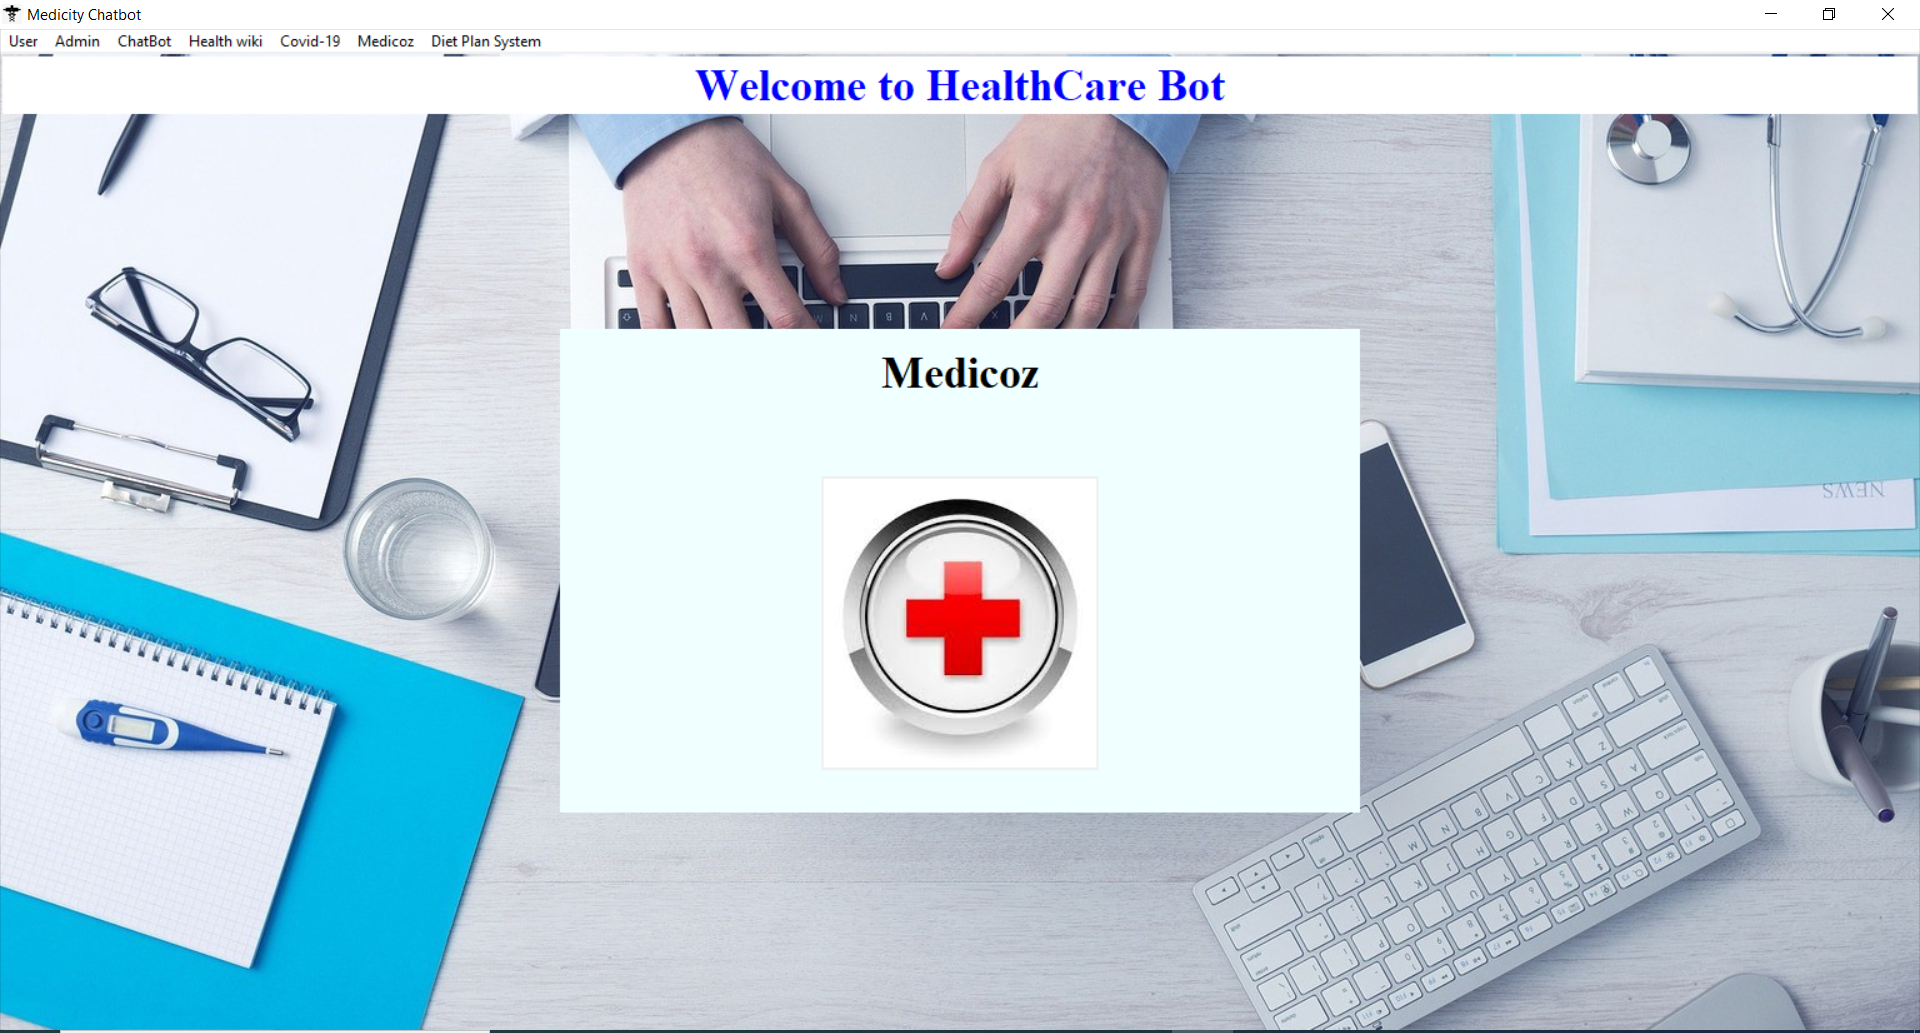 Medicity Chatbot
User Admin ChatBot Health wiki Covid-19 Medicoz Diet Plan System
Welcome to HealthCare Bot
M N B V X
Medicoz
NEWS